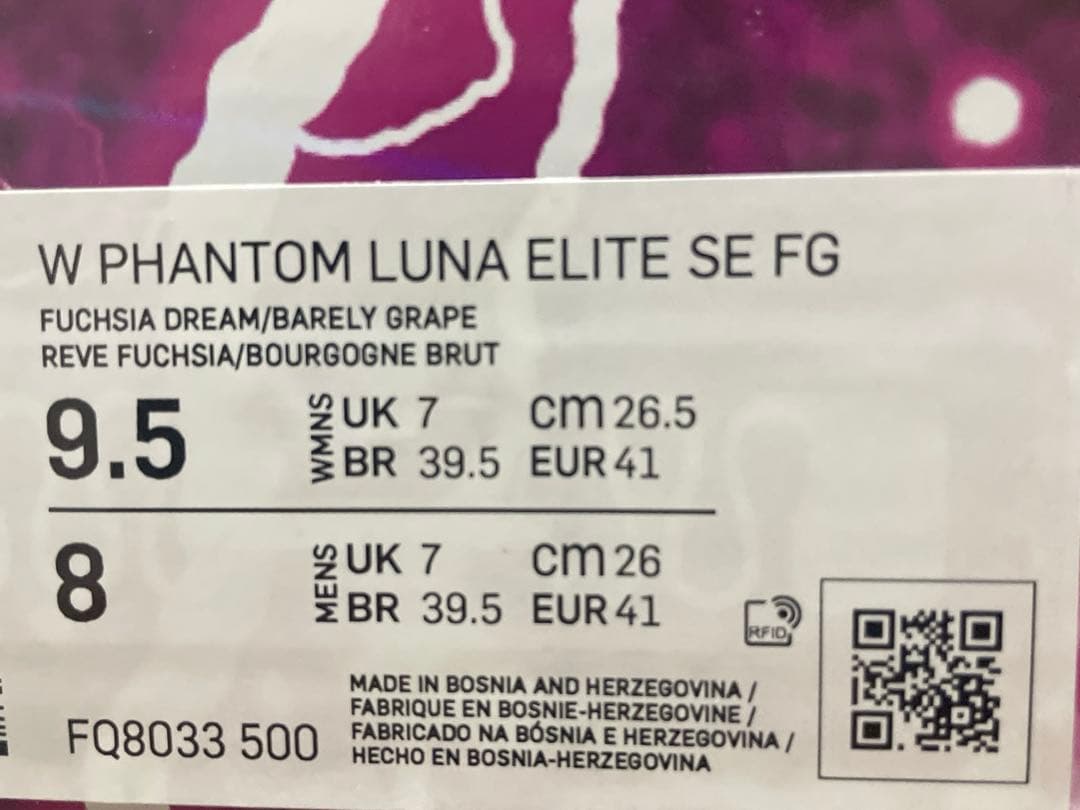 W PHANTOM LUNA ELITE SE FG
FUCHSIA DREAM/BARELY GRAPE
REVE FUCHSIA/BOURGOGNE BRUT
9.5 WMNS UK 7 cm 26.5
BR 39.5 EUR 41
8 MENS UK 7 cm 26
BR 39.5 EUR 41
RFID
MADE IN BOSNIA AND HERZEGOVINA /
FABRIQUE EN BOSNIE-HERZEGOVINE /
FABRICADO NA BÓSNIA E HERZEGOVINA /
HECHO EN BOSNIA-HERZEGOVINA
FQ8033 500